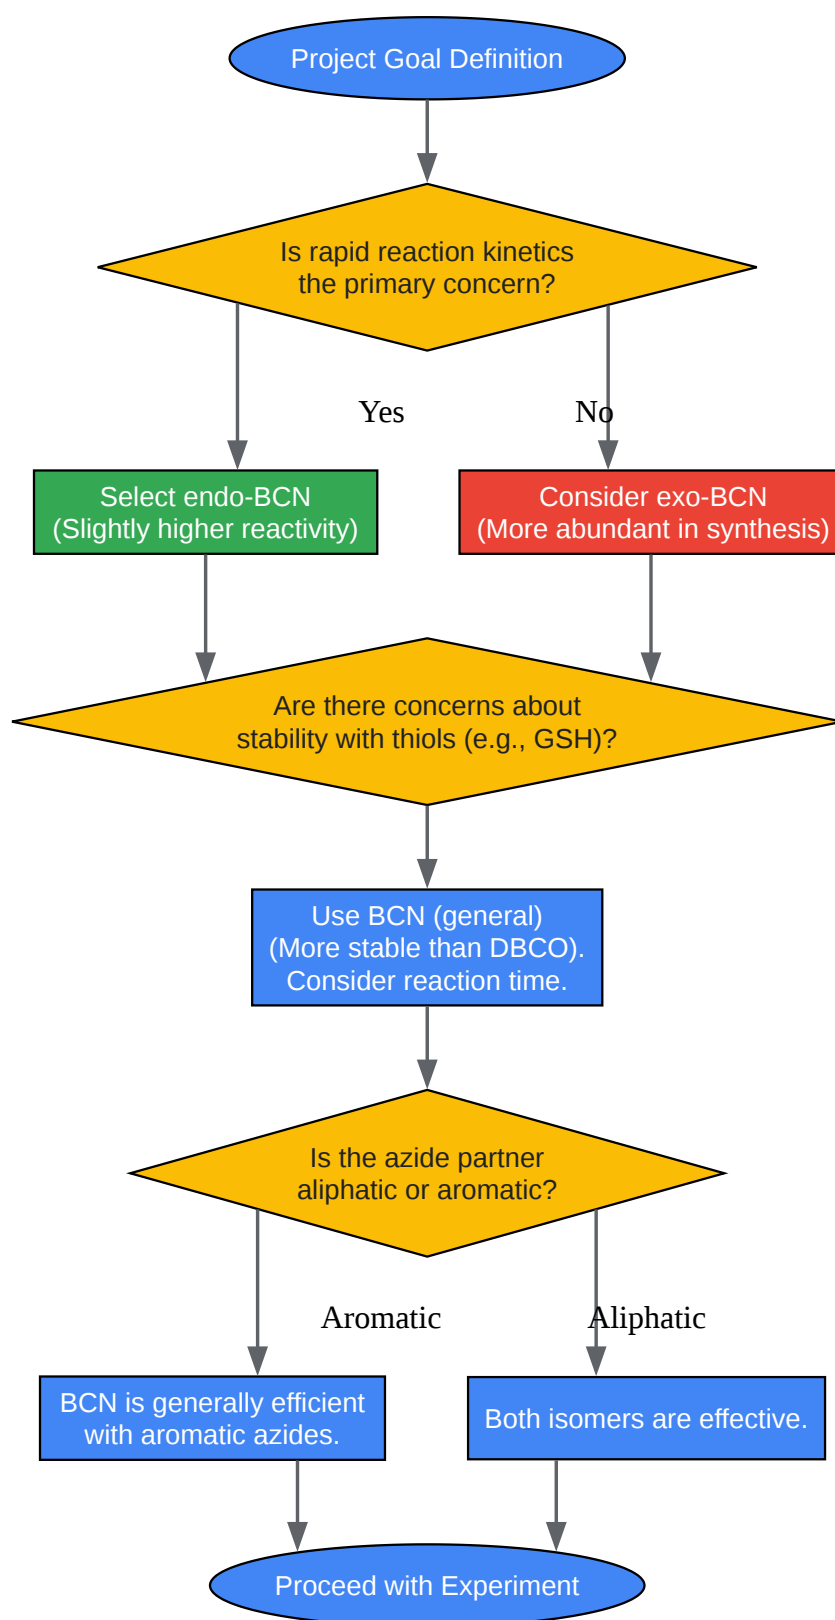 Project Goal Definition
Is rapid reaction kinetics
the primary concern?
Yes
No
Select endo-BCN
(Slightly higher reactivity)
Consider exo-BCN
(More abundant in synthesis)
Are there concerns about
stability with thiols (e.g., GSH)?
Use BCN (general)
(More stable than DBCO).
Consider reaction time.
Is the azide partner
aliphatic or aromatic?
Aromatic
Aliphatic
BCN is generally efficient
with aromatic azides.
Both isomers are effective.
Proceed with Experiment